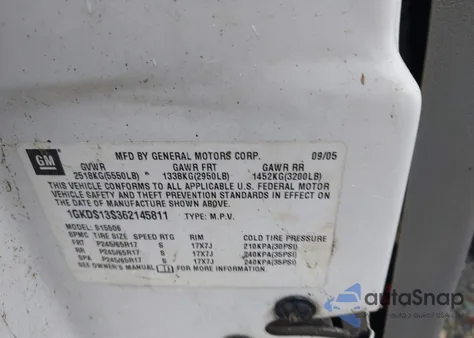 MFD BY GENERAL MOTORS CORP. 09/05
GM
GVWR GAWR FRT GAWR RR
2518KG(5550LB) 1338KG(2950LB) 1452KG(3200LB)
THIS VEHICLE CONFORMS TO ALL APPLICABLE U.S. FEDERAL MOTOR
VEHICLE SAFETY AND THEFT PREVENTION STANDARDS IN EFFECT ON
THE DATE OF MANUFACTURE SHOWN ABOVE.
1GKDS13S362145811 TYPE: M.P.V.
MODEL: S15506
SPMC TIRE SIZE SPEED RTG RIM COLD TIRE PRESSURE
FRT P245/65R17 S 17X7J 210KPA(30PSI)
RR P245/65R17 S 17X7J 240KPA(35PSI)
SPA P245/65R17 S 17X7J 240KPA(35PSI)
SEE OWNER'S MANUAL FOR MORE INFORMATION.
autoSnap